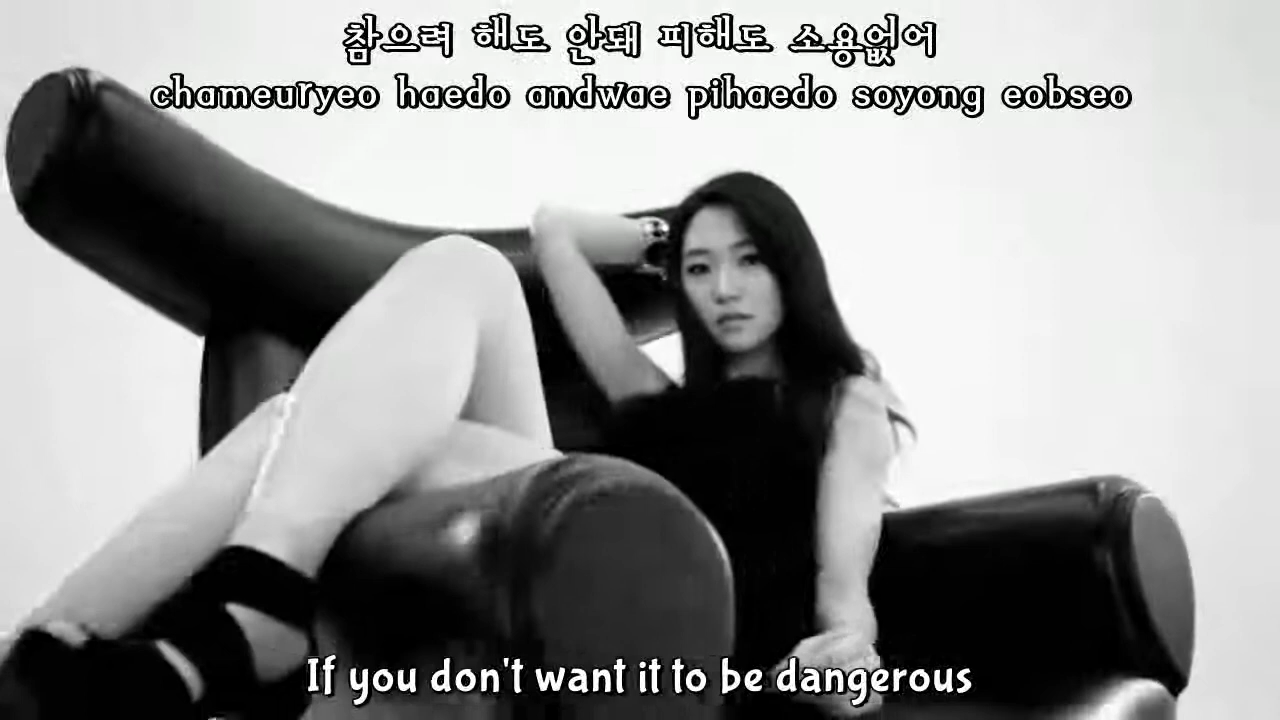 참으려 해도 안돼 피해도 소용없어
chameuryeo haedo andwae pihaedo soyong eobseo
If you don't want it to be dangerous